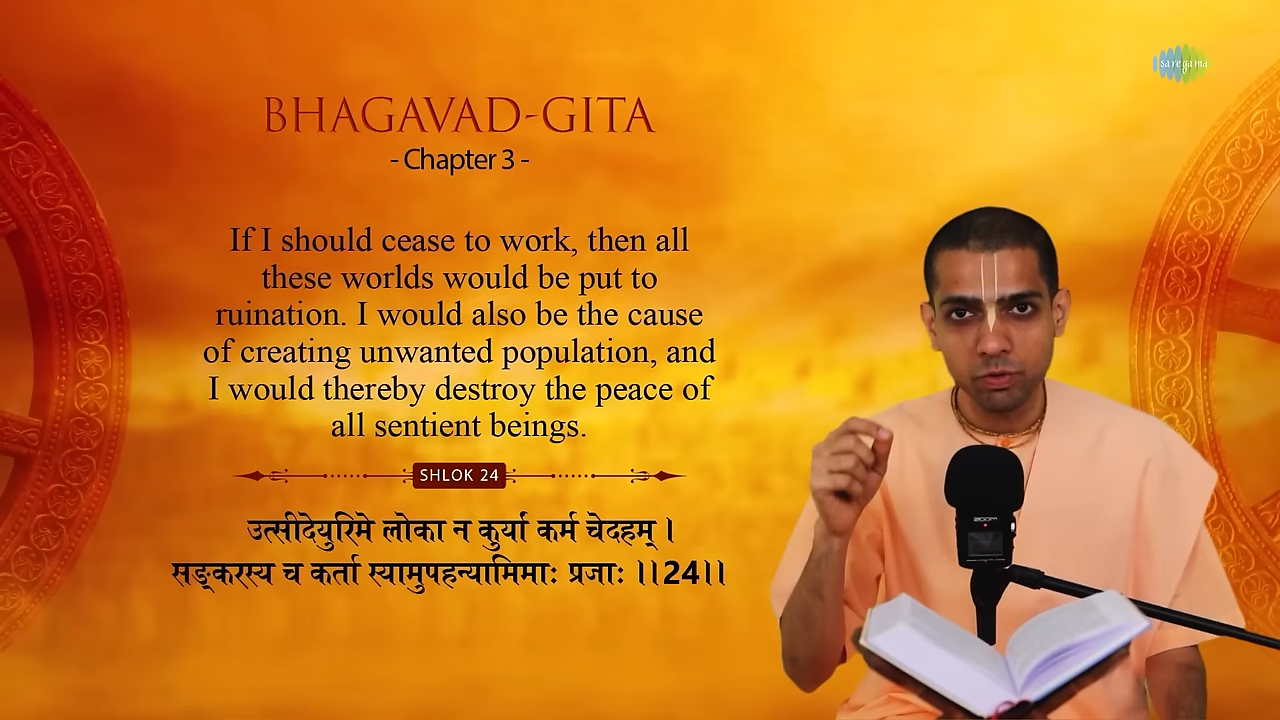 saregama
BHAGAVAD-GITA
- Chapter 3 -
If I should cease to work, then all
these worlds would be put to
ruination. I would also be the cause
of creating unwanted population, and
I would thereby destroy the peace of
all sentient beings.
SHLOK 24
उत्सीदेयुरिमे लोका न कुर्यां कर्म चेदहम् ।
सङ्करस्य च कर्ता स्यामुपहन्यामिमाः प्रजाः ।।24।।
zoom